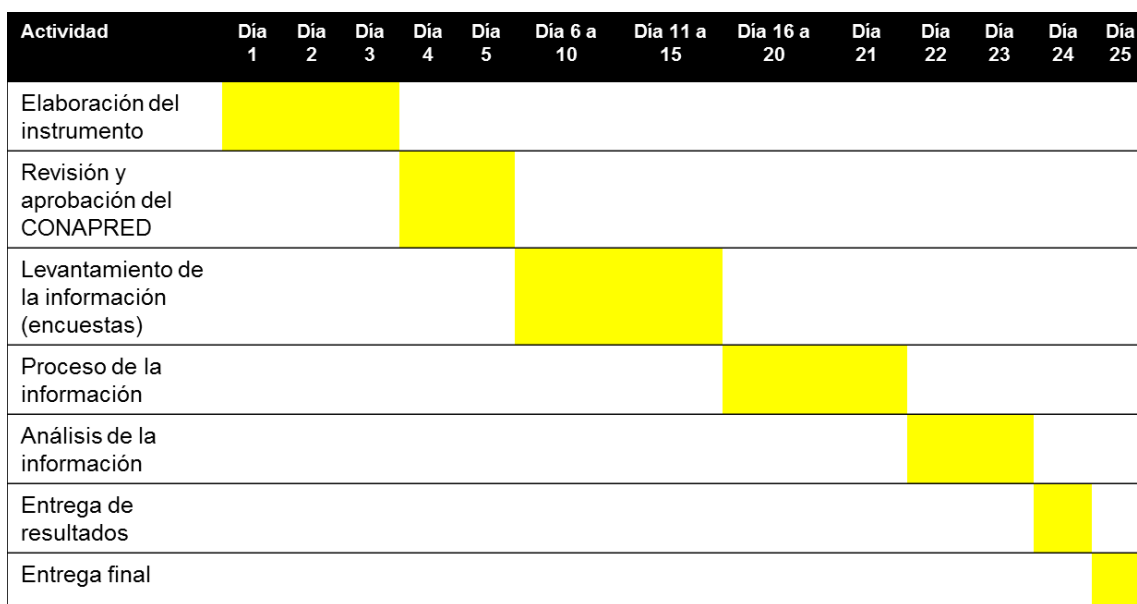 Actividad
Día 1
Día 2
Día 3
Día 4
Día 5
Día 6 a 10
Día 11 a 15
Día 16 a 20
Día 21
Día 22
Día 23
Día 24
Día 25
Elaboración del
instrumento
Revisión y
aprobación del
CONAPRED
Levantamiento de
la información
(encuestas)
Proceso de la
información
Análisis de la
información
Entrega de
resultados
Entrega final